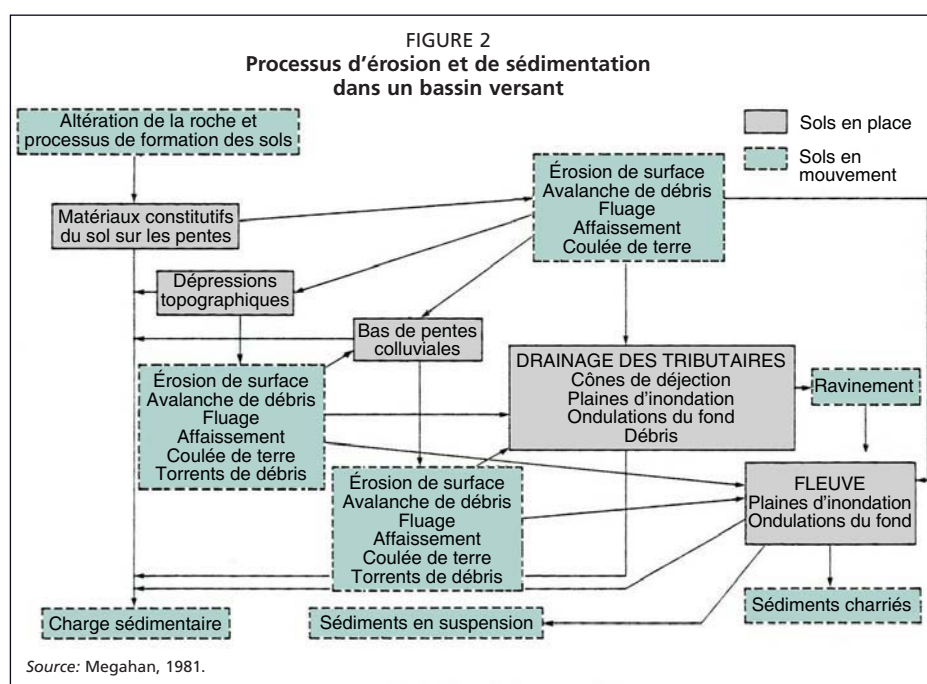 FIGURE 2
Processus d'érosion et de sédimentation
dans un bassin versant
Altération de la roche et
processus de formation des sols
Sols en place
Sols en
mouvement
Érosion de surface
Avalanche de débris
Fluage
Affaissement
Coulée de terre
Matériaux constitutifs
du sol sur les pentes
Dépressions
topographiques
Bas de pentes
colluviales
DRAINAGE DES TRIBUTAIRES
Cônes de déjection
Plaines d'inondation
Ondulations du fond
Débris
Ravinement
Érosion de surface
Avalanche de débris
Fluage
Affaissement
Coulée de terre
Torrents de débris
Érosion de surface
Avalanche de débris
Fluage
Affaissement
Coulée de terre
Torrents de débris
FLEUVE
Plaines d'inondation
Ondulations du fond
Charge sédimentaire
Sédiments en suspension
Sédiments charriés
Source: Megahan, 1981.